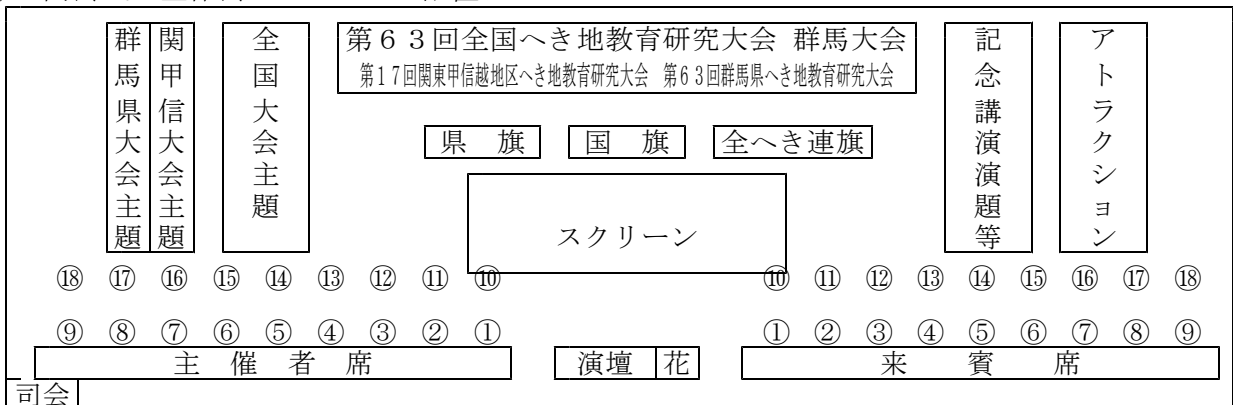 第６３回全国へき地教育研究大会 群馬大会
第１７回関東甲信越地区へき地教育研究大会 第６３回群馬県へき地教育研究大会
群馬県大会主題
関甲信大会主題
全国大会主題
記念講演演題等
アトラクション
県 旗
国 旗
全へき連旗
スクリーン
⑱ ⑰ ⑯ ⑮ ⑭ ⑬ ⑫ ⑪ ⑩
⑩ ⑪ ⑫ ⑬ ⑭ ⑮ ⑯ ⑰ ⑱
⑨ ⑧ ⑦ ⑥ ⑤ ④ ③ ② ①
① ② ③ ④ ⑤ ⑥ ⑦ ⑧ ⑨
主 催 者 席
演壇
花
来 賓 席
司会